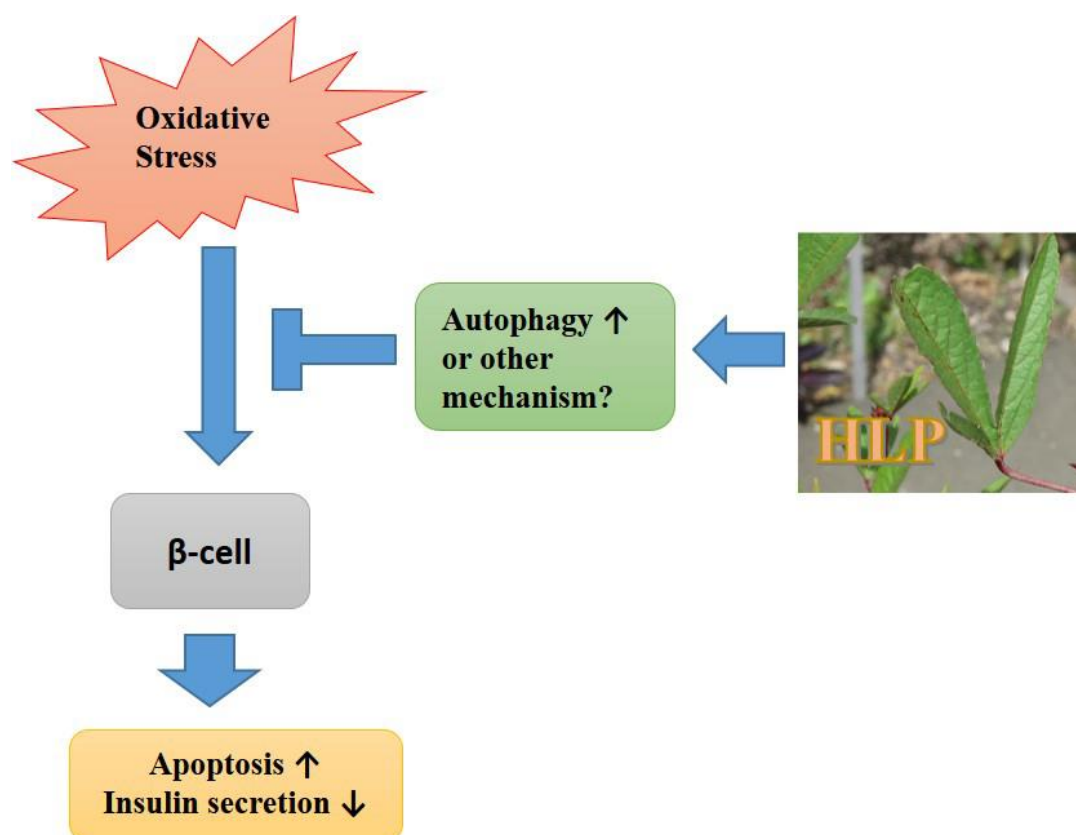 Oxidative
Stress
Autophagy ↑
or other
mechanism?
HLP
β-cell
Apoptosis ↑
Insulin secretion ↓